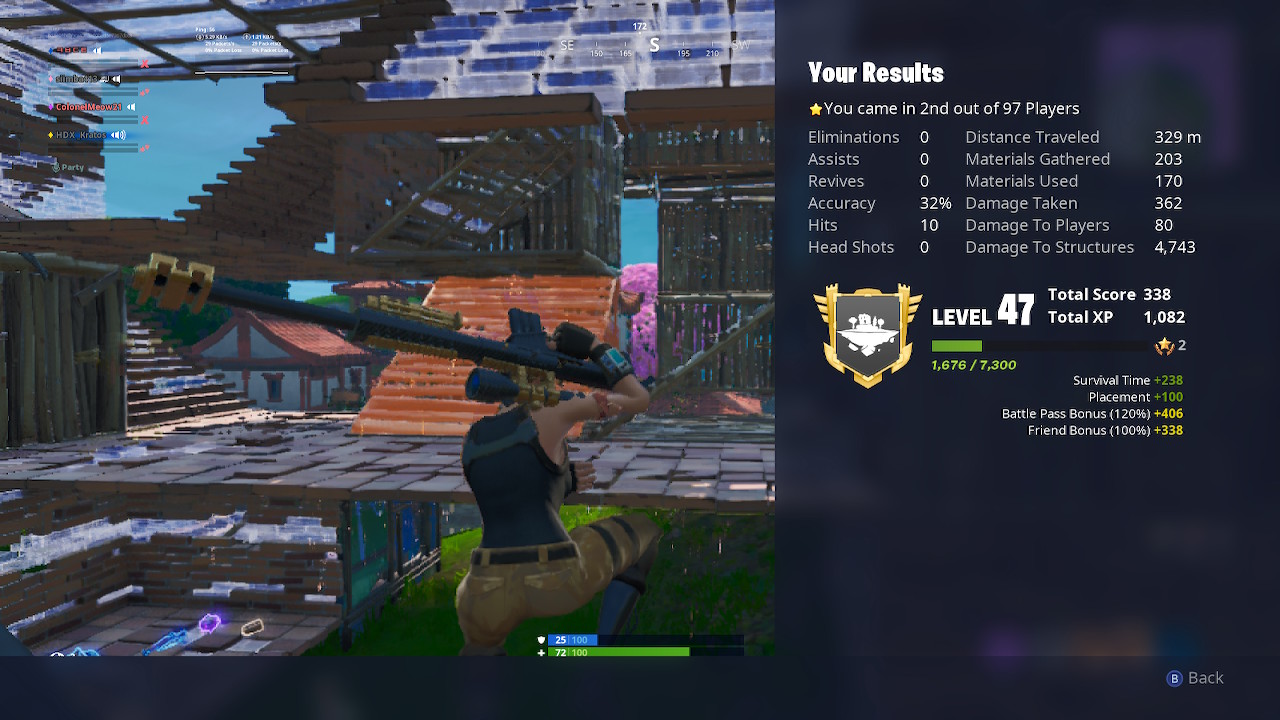 Ping: 56
172
SE 150 165 S 195 210 SW
ColonelMeow21
HDX Kratos
Party
25 | 100
72 | 100
Your Results
You came in 2nd out of 97 Players
Eliminations 0 Distance Traveled 329 m
Assists 0 Materials Gathered 203
Revives 0 Materials Used 170
Accuracy 32% Damage Taken 362
Hits 10 Damage To Players 80
Head Shots 0 Damage To Structures 4,743
LEVEL 47 Total Score 338
Total XP 1,082
2
1,676 / 7,300
Survival Time +238
Placement +100
Battle Pass Bonus (120%) +406
Friend Bonus (100%) +338
B Back